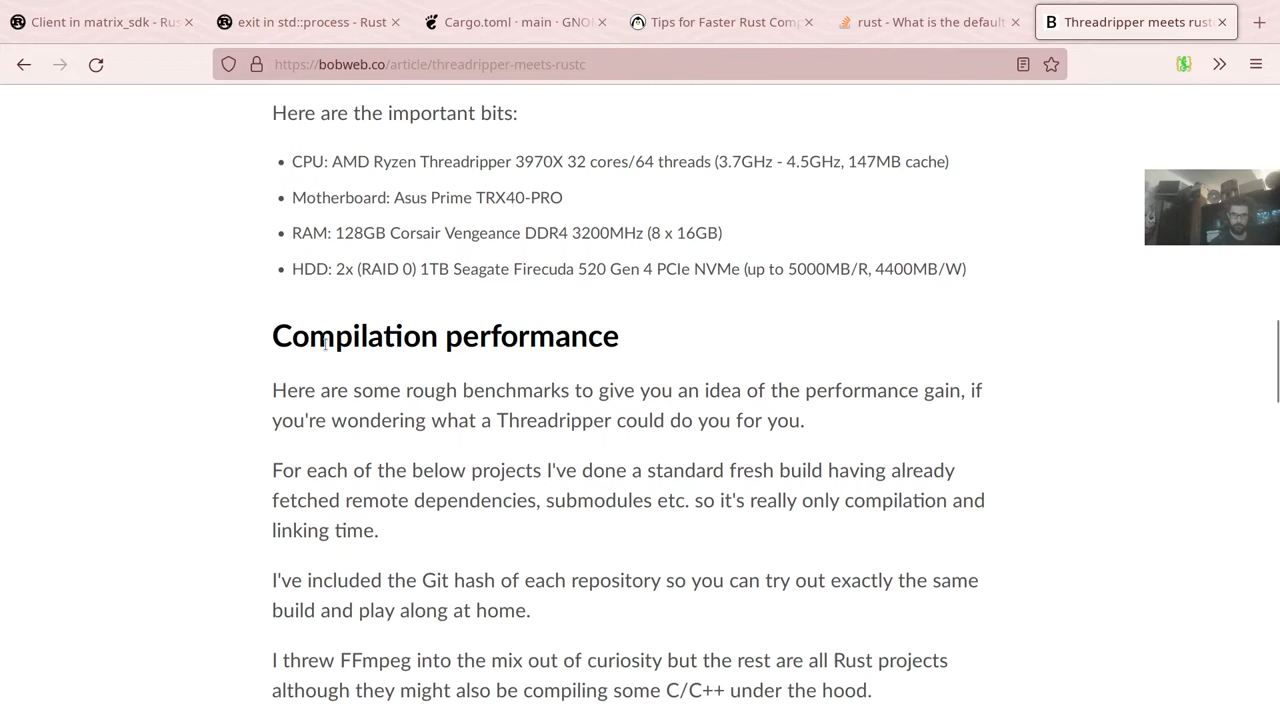 Client in matrix_sdk - Rus
exit in std::process - Rust
Cargo.toml · main · GNO
Tips for Faster Rust Comp
rust - What is the default
Threadripper meets rust
https://bobweb.co/article/threadripper-meets-rustc
Here are the important bits:
• CPU: AMD Ryzen Threadripper 3970X 32 cores/64 threads (3.7GHz - 4.5GHz, 147MB cache)
• Motherboard: Asus Prime TRX40-PRO
• RAM: 128GB Corsair Vengeance DDR4 3200MHz (8 x 16GB)
• HDD: 2x (RAID 0) 1TB Seagate Firecuda 520 Gen 4 PCIe NVMe (up to 5000MB/R, 4400MB/W)
Compilation performance
Here are some rough benchmarks to give you an idea of the performance gain, if
you're wondering what a Threadripper could do you for you.
For each of the below projects I've done a standard fresh build having already
fetched remote dependencies, submodules etc. so it's really only compilation and
linking time.
I've included the Git hash of each repository so you can try out exactly the same
build and play along at home.
I threw FFmpeg into the mix out of curiosity but the rest are all Rust projects
although they might also be compiling some C/C++ under the hood.